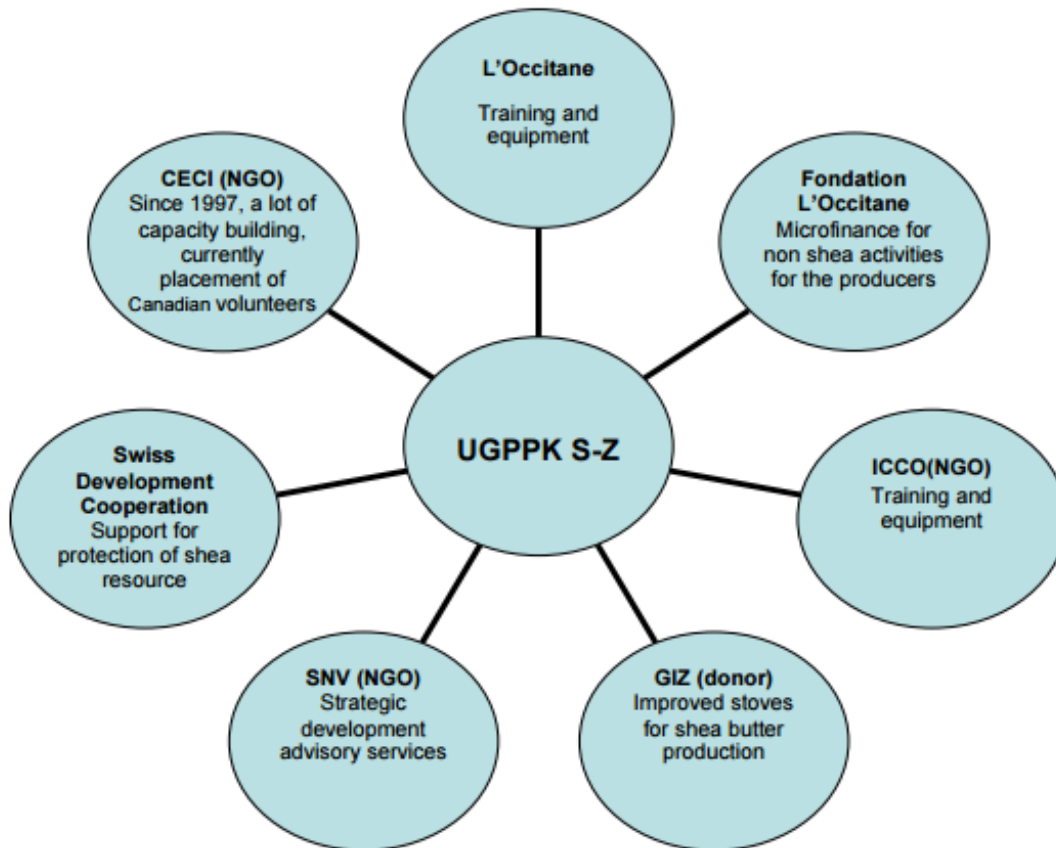 L'Occitane
Training and
equipment
CECI (NGO)
Since 1997, a lot of
capacity building,
currently
placement of
Canadian volunteers
Fondation
L'Occitane
Microfinance for
non shea activities
for the producers
UGPPK S-Z
Swiss
Development
Cooperation
Support for
protection of shea
resource
ICCO(NGO)
Training and
equipment
SNV (NGO)
Strategic
development
advisory services
GIZ (donor)
Improved stoves
for shea butter
production